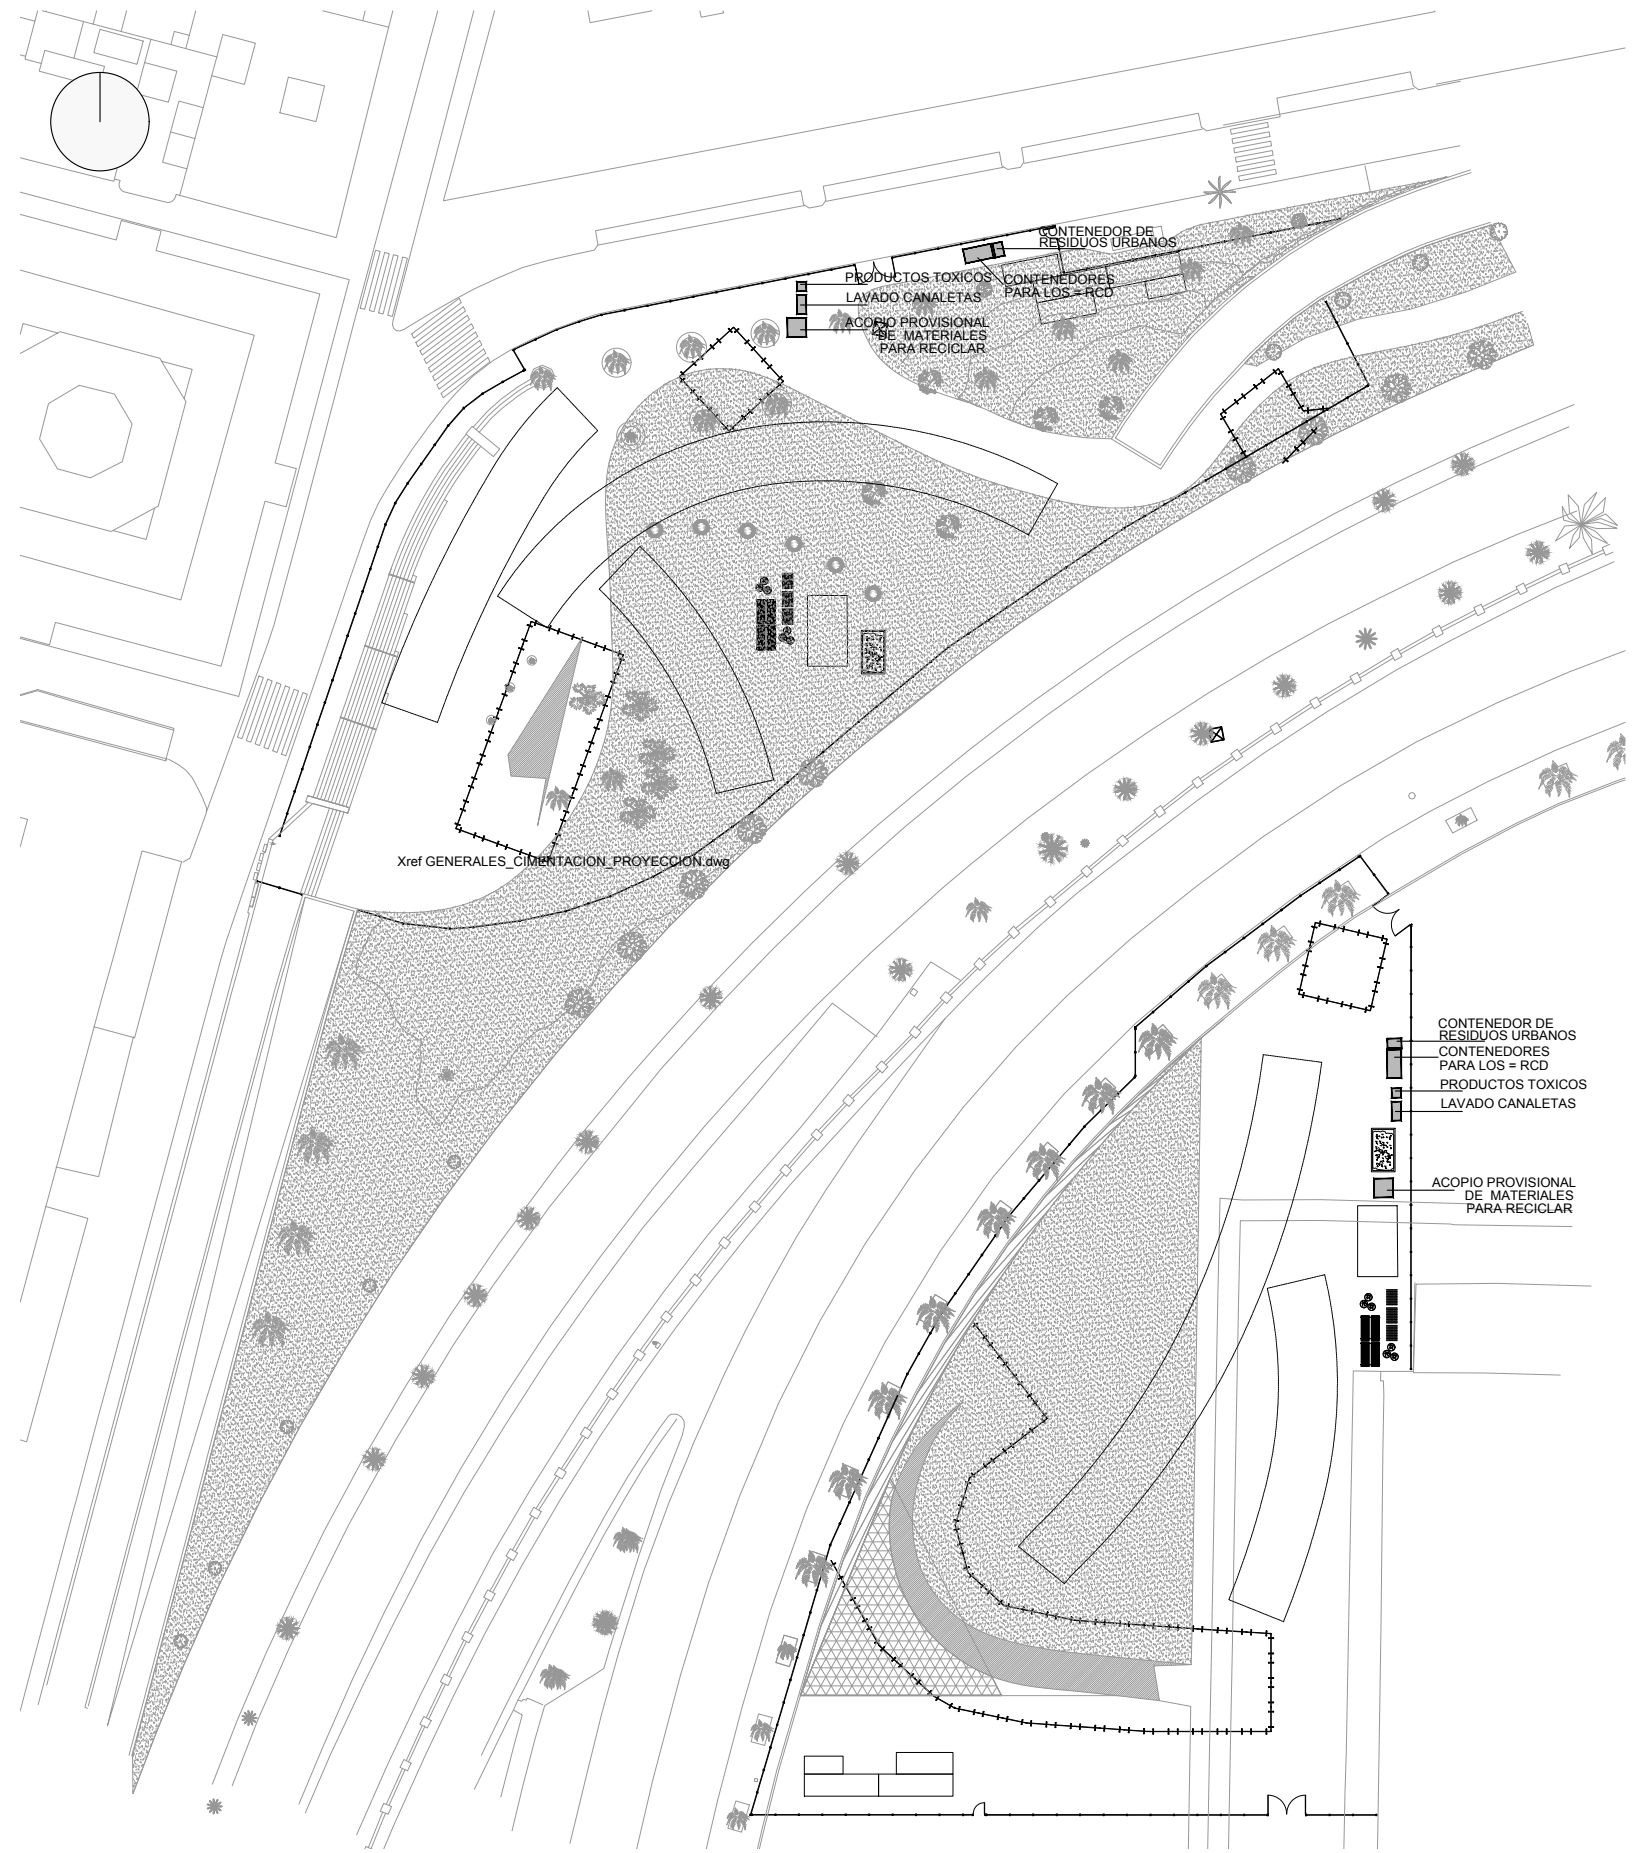 CONTENEDOR DE
RESIDUOS URBANOS
PRODUCTOS TOXICOS
CONTENEDORES
PARA LOS = RCD
LAVADO CANALETAS
ACOPIO PROVISIONAL
DE MATERIALES
PARA RECICLAR
Xref GENERALES_CIMENTACION_PROYECCION.dwg
CONTENEDOR DE
RESIDUOS URBANOS
CONTENEDORES
PARA LOS = RCD
PRODUCTOS TOXICOS
LAVADO CANALETAS
ACOPIO PROVISIONAL
DE MATERIALES
PARA RECICLAR